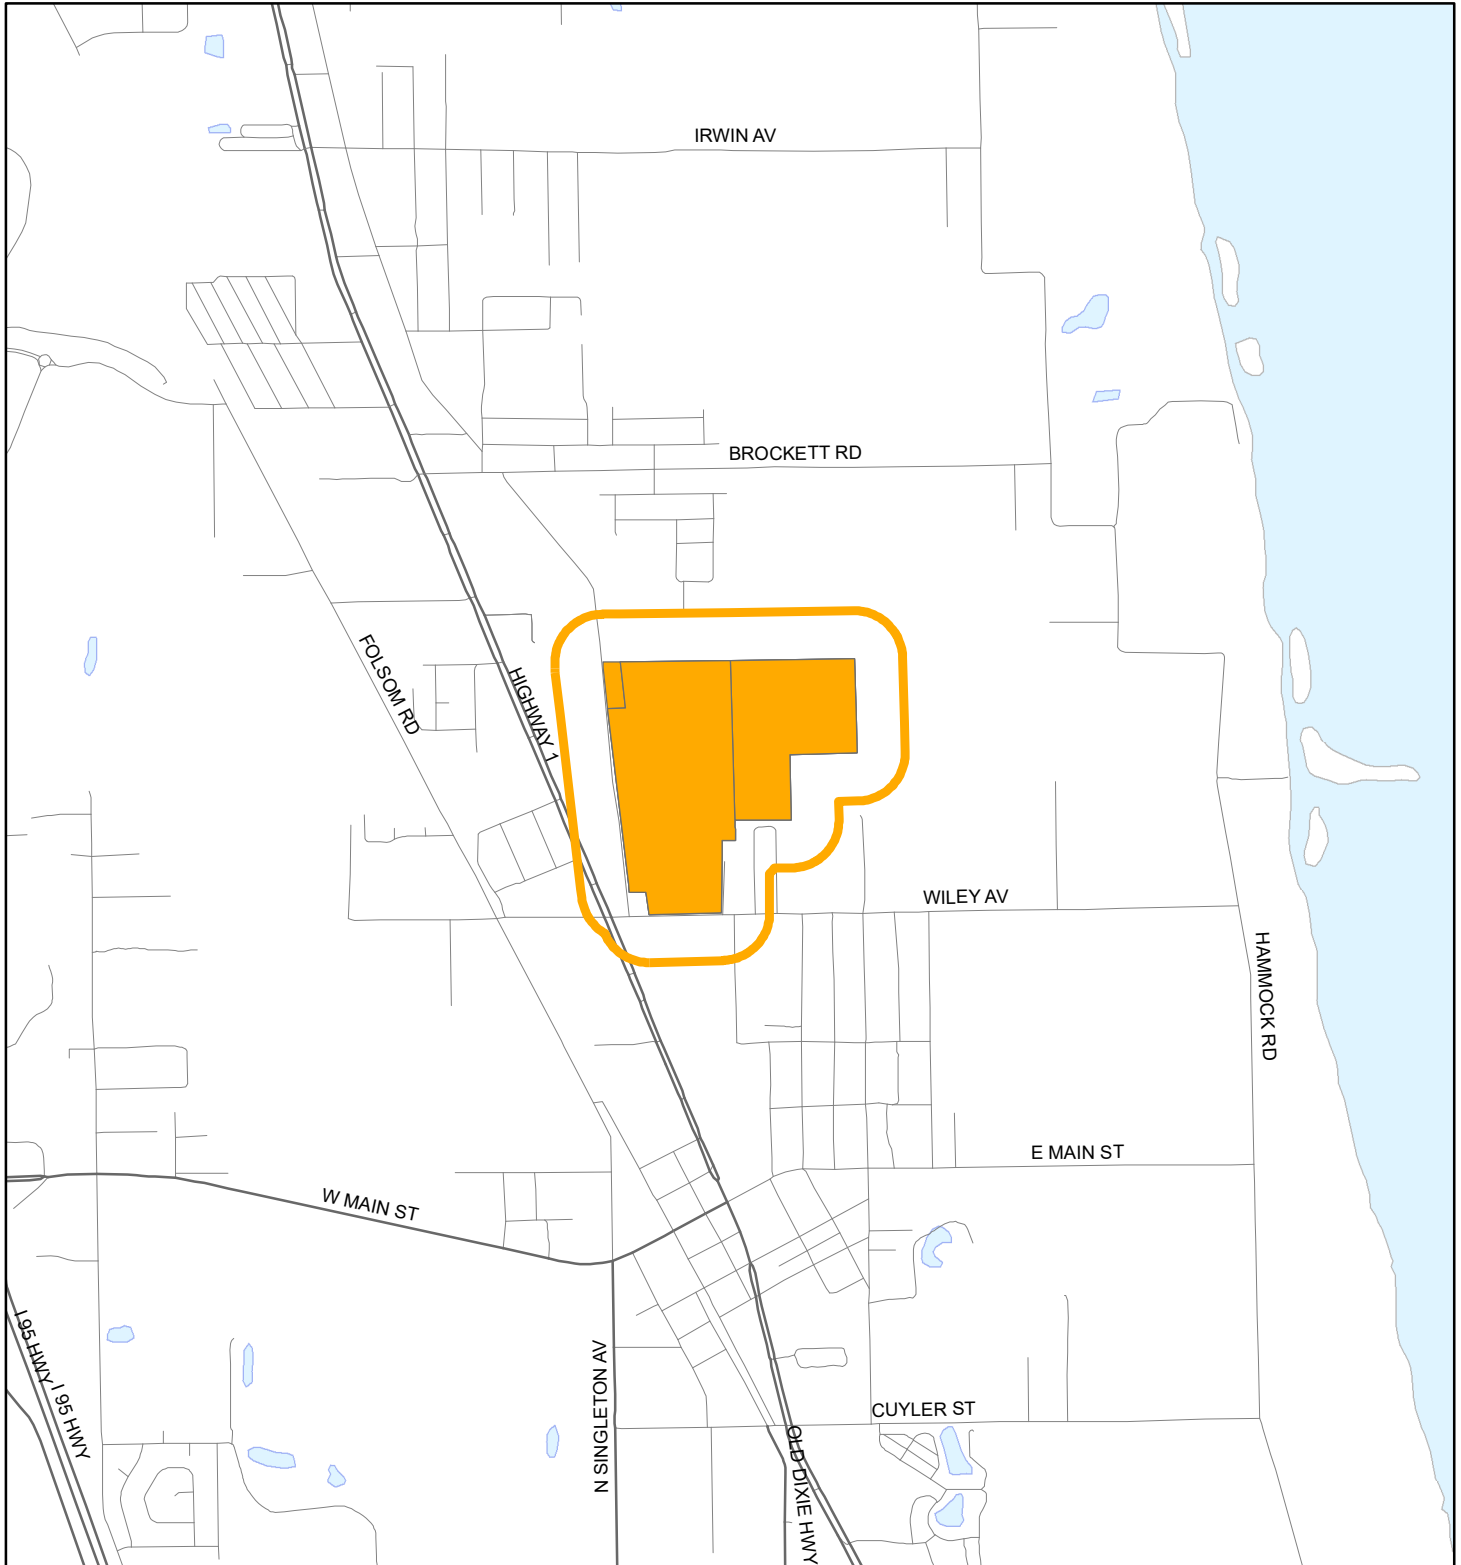 IRWIN AV
BROCKETT RD
FOLSOM RD
HIGHWAY 1
WILEY AV
HAMMOCK RD
E MAIN ST
W MAIN ST
I 95 HWY
I 95 HWY
N SINGLETON AV
CUYLER ST
OLD DIXIE HWY